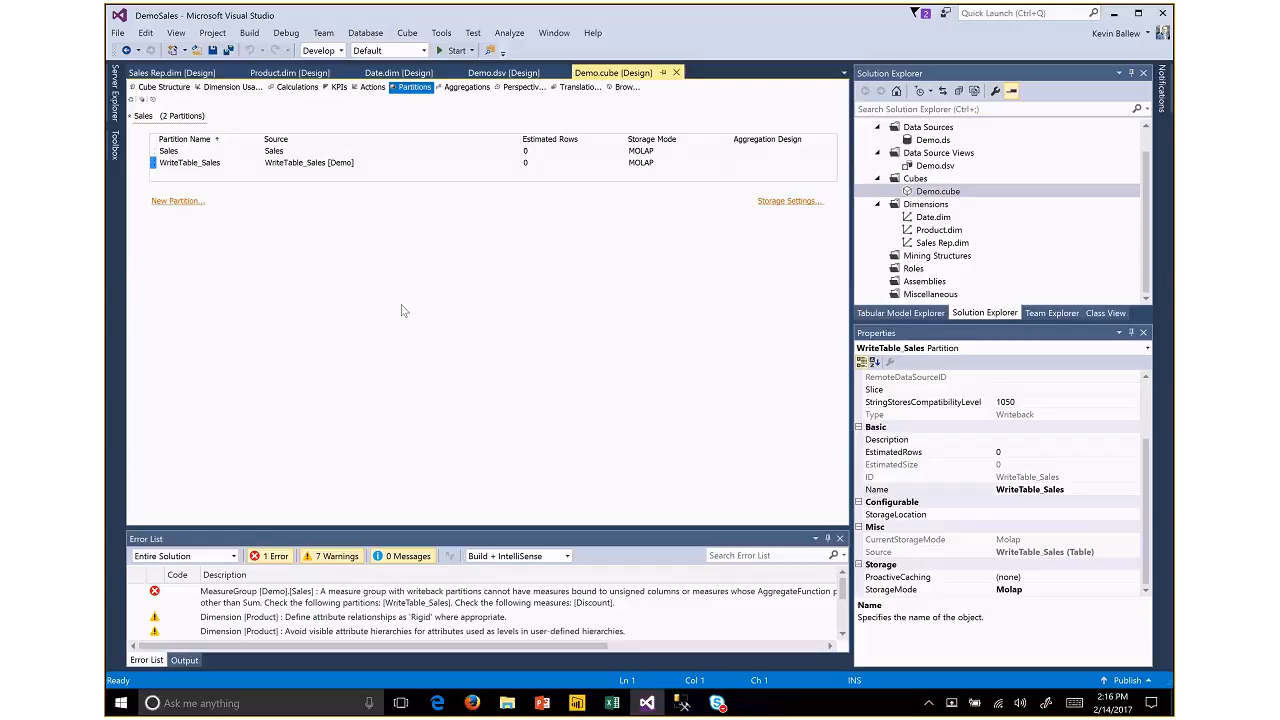 DemoSales - Microsoft Visual Studio
2
Quick Launch (Ctrl+Q)
File Edit View Project Build Debug Team Database Cube Tools Test Analyze Window Help
Kevin Ballew
Develop Default Start
Server Explorer
Toolbox
Notifications
Sales Rep.dim [Design] Product.dim [Design] Date.dim [Design] Demo.dsv [Design] Demo.cube [Design]
Cube Structure Dimension Usa... Calculations KPIs Actions Partitions Aggregations Perspectiv... Translatio... Brow...
Sales (2 Partitions)
Partition Name Source Estimated Rows Storage Mode Aggregation Design
Sales Sales 0 MOLAP
WriteTable_Sales WriteTable_Sales [Demo] 0 MOLAP
New Partition... Storage Settings...
Solution Explorer
Search Solution Explorer (Ctrl+;)
Data Sources
Demo.ds
Data Source Views
Demo.dsv
Cubes
Demo.cube
Dimensions
Date.dim
Product.dim
Sales Rep.dim
Mining Structures
Roles
Assemblies
Miscellaneous
Tabular Model Explorer Solution Explorer Team Explorer Class View
Properties
WriteTable_Sales Partition
RemoteDataSourceID
Slice
StringStoresCompatibilityLevel 1050
Type Writeback
Basic
Description
EstimatedRows 0
EstimatedSize 0
ID WriteTable_Sales
Name WriteTable_Sales
Configurable
StorageLocation
Misc
CurrentStorageMode Molap
Source WriteTable_Sales (Table)
Storage
ProactiveCaching (none)
StorageMode Molap
Name
Specifies the name of the object.
Error List
Entire Solution 1 Error 7 Warnings 0 Messages Build + IntelliSense Search Error List
Code Description
MeasureGroup [Demo].[Sales] : A measure group with writeback partitions cannot have measures bound to unsigned columns or measures whose AggregateFunction p
other than Sum. Check the following partitions: [WriteTable_Sales]. Check the following measures: [Discount].
Dimension [Product] : Define attribute relationships as 'Rigid' where appropriate.
Dimension [Product] : Avoid visible attribute hierarchies for attributes used as levels in user-defined hierarchies.
Error List Output
Ready Ln 1 Col 1 Ch 1 INS Publish
Ask me anything
2:16 PM
2/14/2017